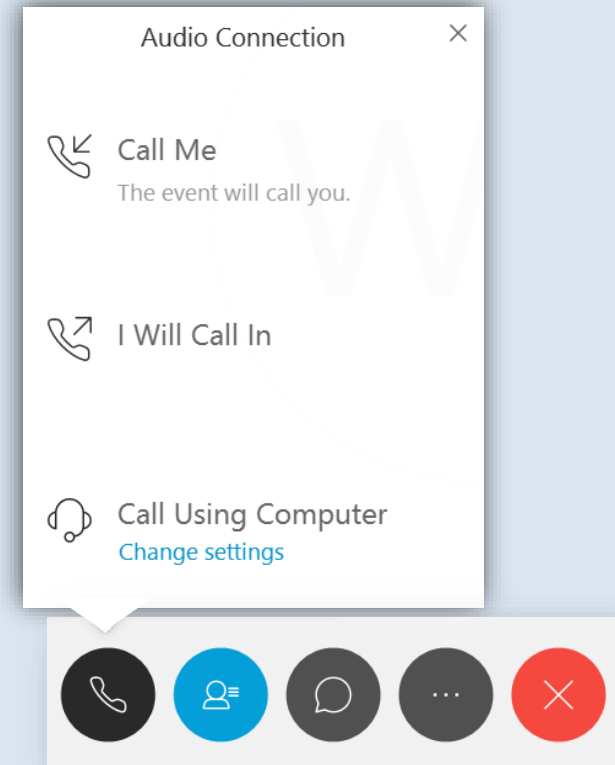 Audio Connection
Call Me
The event will call you.
I Will Call In
Call Using Computer
Change settings